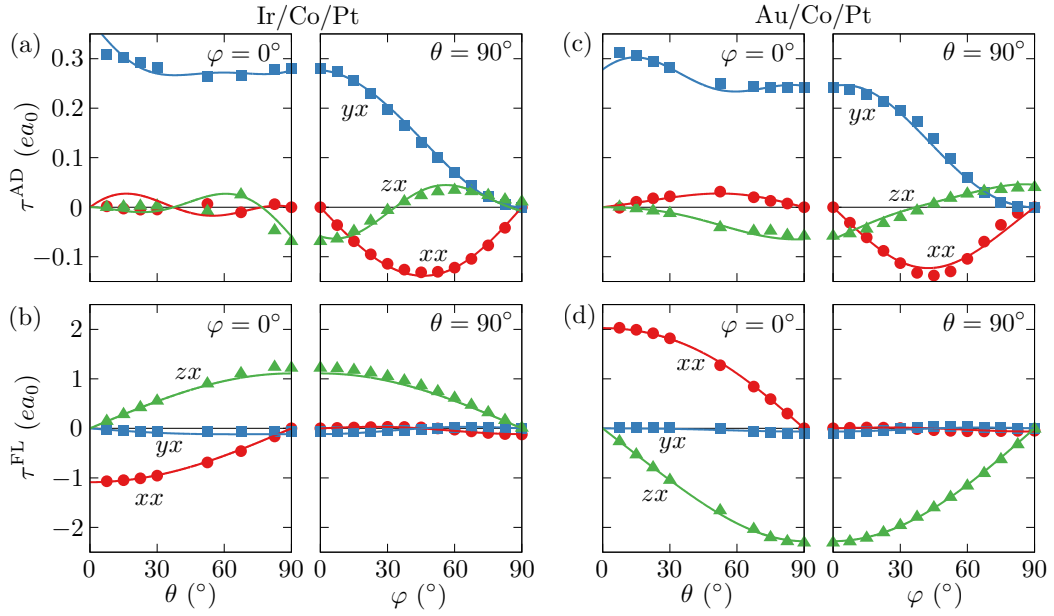 Ir/Co/Pt
Au/Co/Pt
(a)
φ = 0°
θ = 90°
(c)
φ = 0°
θ = 90°
0.3
0.2
0.1
0
−0.1
τ^AD (ea₀)
yx
zx
xx
yx
zx
xx
(b)
φ = 0°
θ = 90°
(d)
φ = 0°
θ = 90°
2
1
0
−1
−2
τ^FL (ea₀)
zx
yx
xx
xx
yx
zx
0 30 60 90 0 30 60 90 0 30 60 90 0 30 60 90
θ (°) φ (°) θ (°) φ (°)